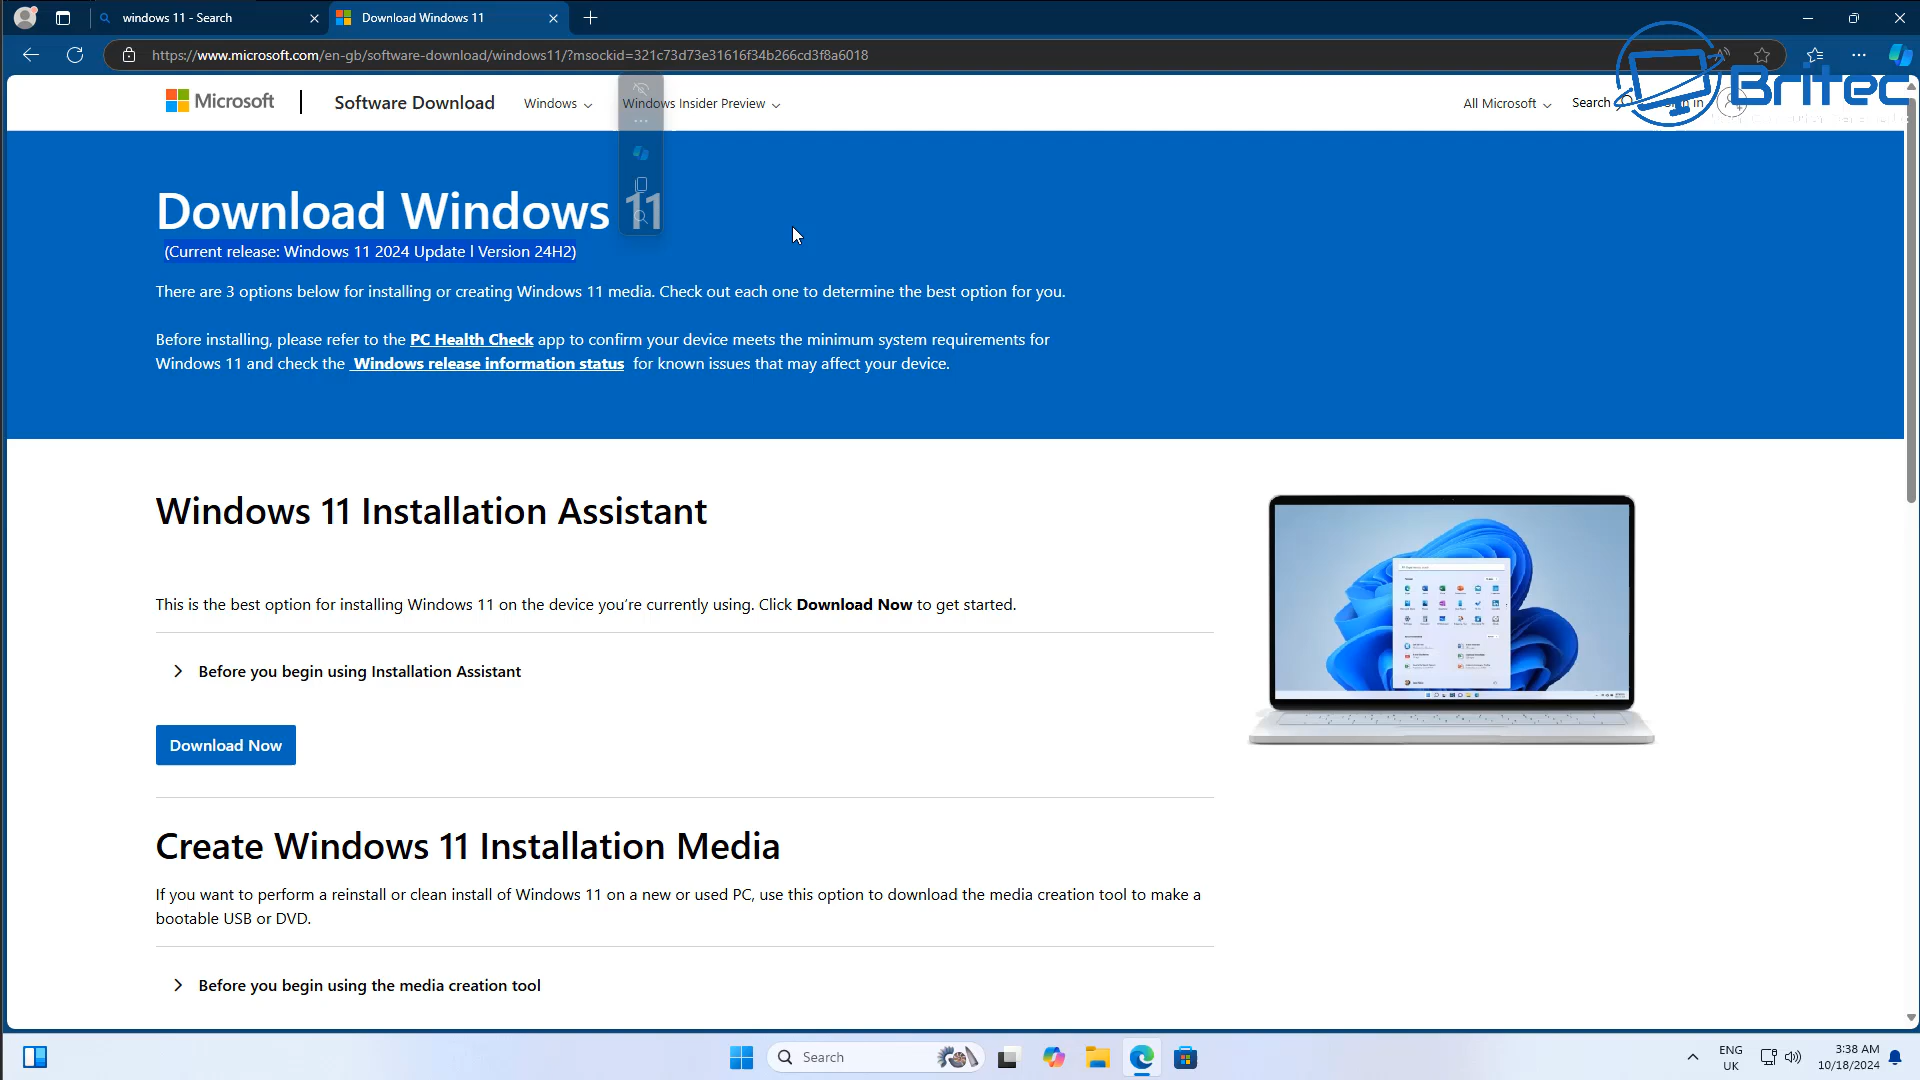 windows 11 - Search
Download Windows 11
https://www.microsoft.com/en-gb/software-download/windows11/?msockid=321c73d73e31616f34b266cd3f8a6018
Britec
Microsoft
Software Download
Windows
Windows Insider Preview
All Microsoft
Search
Sign in
Download Windows 11
(Current release: Windows 11 2024 Update l Version 24H2)
There are 3 options below for installing or creating Windows 11 media. Check out each one to determine the best option for you.
Before installing, please refer to the PC Health Check app to confirm your device meets the minimum system requirements for
Windows 11 and check the Windows release information status for known issues that may affect your device.
Windows 11 Installation Assistant
This is the best option for installing Windows 11 on the device you’re currently using. Click Download Now to get started.
Before you begin using Installation Assistant
Download Now
Create Windows 11 Installation Media
If you want to perform a reinstall or clean install of Windows 11 on a new or used PC, use this option to download the media creation tool to make a
bootable USB or DVD.
Before you begin using the media creation tool
Search
ENG
UK
3:38 AM
10/18/2024